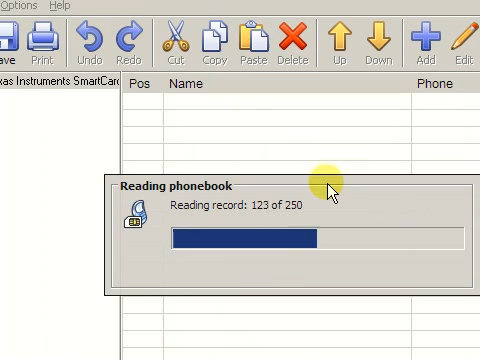 Options Help
ave Print Undo Redo Cut Copy Paste Delete Up Down Add Edit
xas Instruments SmartCard Pos Name Phone
Reading phonebook
Reading record: 123 of 250